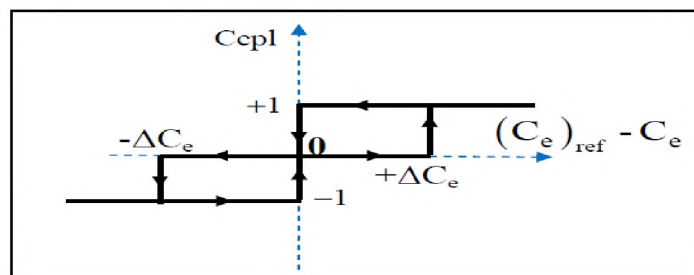 Ccpl
+1
-ΔCₑ
0
(Cₑ)ref - Cₑ
+ΔCₑ
−1